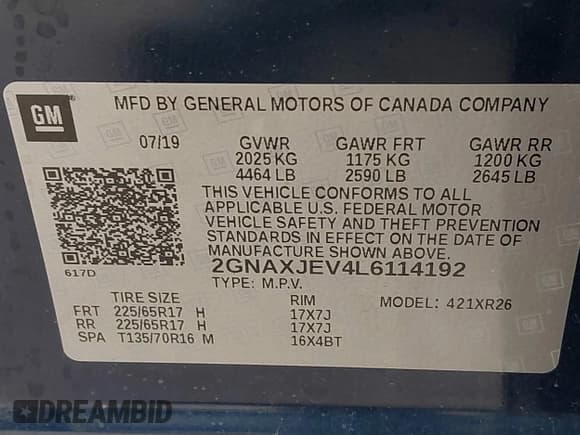 GM
MFD BY GENERAL MOTORS OF CANADA COMPANY
07/19 GVWR GAWR FRT GAWR RR
2025 KG 1175 KG 1200 KG
4464 LB 2590 LB 2645 LB
THIS VEHICLE CONFORMS TO ALL
APPLICABLE U.S. FEDERAL MOTOR
VEHICLE SAFETY AND THEFT PREVENTION
STANDARDS IN EFFECT ON THE DATE OF
MANUFACTURE SHOWN ABOVE.
617D 2GNAXJEV4L6114192
TYPE: M.P.V. MODEL: 421XR26
TIRE SIZE RIM
FRT 225/65R17 H 17X7J
RR 225/65R17 H 17X7J
SPA T135/70R16 M 16X4BT
DREAMBID